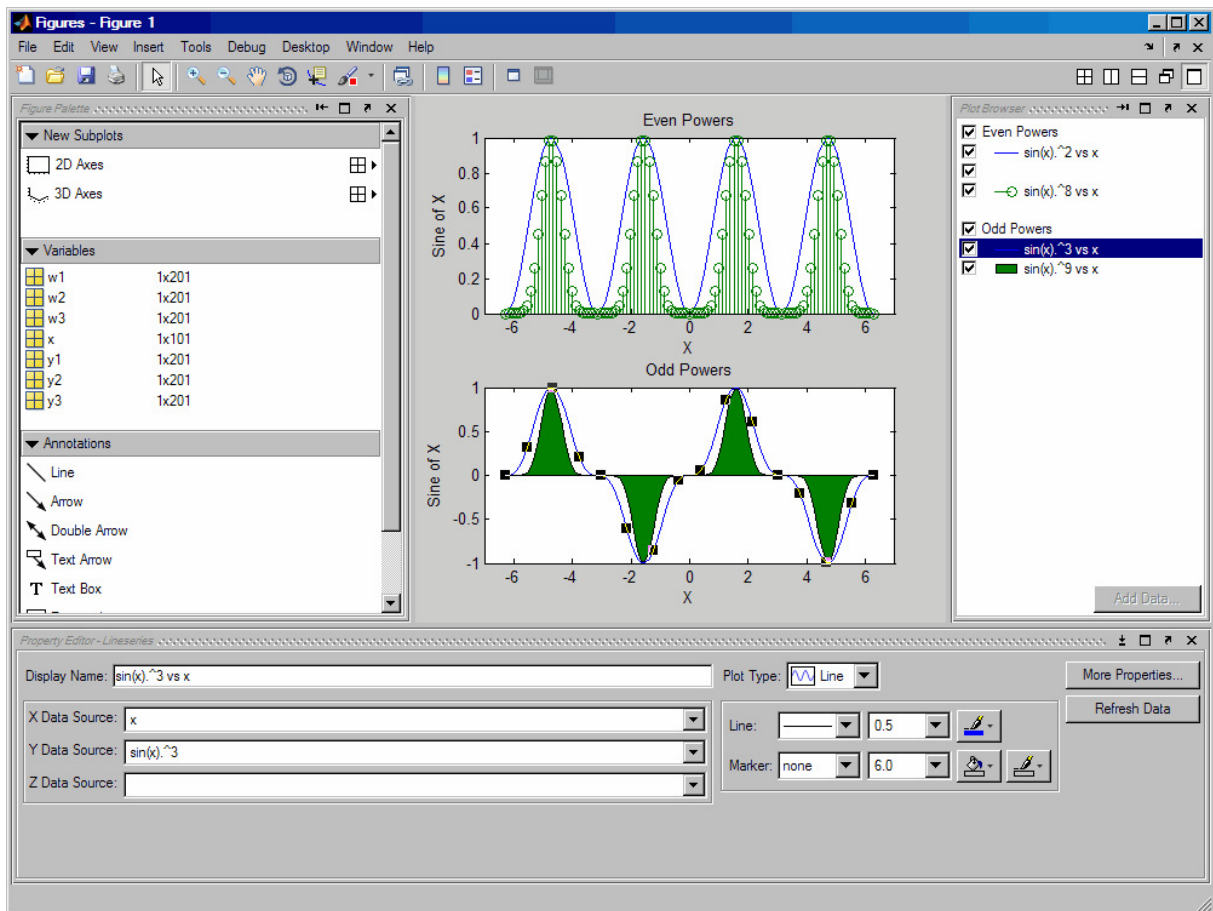 Figures - Figure 1
File Edit View Insert Tools Debug Desktop Window Help
Figure Palette
New Subplots
2D Axes
3D Axes
Variables
w1 1x201
w2 1x201
w3 1x201
x 1x101
y1 1x201
y2 1x201
y3 1x201
Annotations
Line
Arrow
Double Arrow
Text Arrow
T Text Box
Even Powers
1
0.8
0.6
0.4
0.2
0
Sine of X
-6 -4 -2 0 2 4 6
X
Odd Powers
1
0.5
0
-0.5
-1
Sine of X
-6 -4 -2 0 2 4 6
X
Plot Browser
Even Powers
sin(x).^2 vs x
sin(x).^8 vs x
Odd Powers
sin(x).^3 vs x
sin(x).^9 vs x
Add Data...
Property Editor - Lineseries
Display Name: sin(x).^3 vs x
Plot Type: Line
More Properties...
X Data Source: x
Refresh Data
Y Data Source: sin(x).^3
Z Data Source:
Line: 0.5
Marker: none 6.0